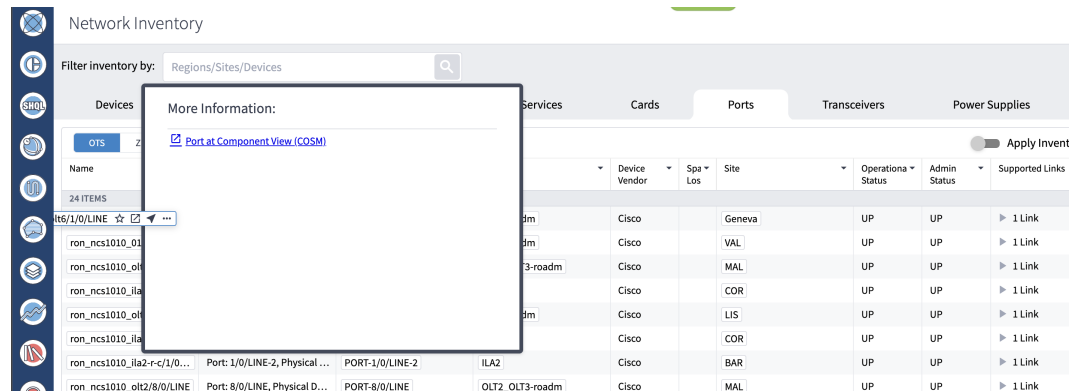 Network Inventory
Filter inventory by: Regions/Sites/Devices
Devices Services Cards Ports Transceivers Power Supplies
More Information:
Port at Component View (COSM)
OTS Z Apply Invent
Name Device Vendor Spa Los Site Operationa Status Admin Status Supported Links
24 ITEMS
lt6/1/0/LINE dm Cisco Geneva UP UP 1 Link
ron_ncs1010_01 dm Cisco VAL UP UP 1 Link
ron_ncs1010_olt LT3-roadm Cisco MAL UP UP 1 Link
ron_ncs1010_ila Cisco COR UP UP 1 Link
ron_ncs1010_olt dm Cisco LIS UP UP 1 Link
ron_ncs1010_ila Cisco COR UP UP 1 Link
ron_ncs1010_ila2-r-c/1/0... Port: 1/0/LINE-2, Physical ... PORT-1/0/LINE-2 ILA2 Cisco BAR UP UP 1 Link
ron_ncs1010_olt2/8/0/LINE Port: 8/0/LINE, Physical D... PORT-8/0/LINE OLT2_OLT3-roadm Cisco MAL UP UP 1 Link
SHQL